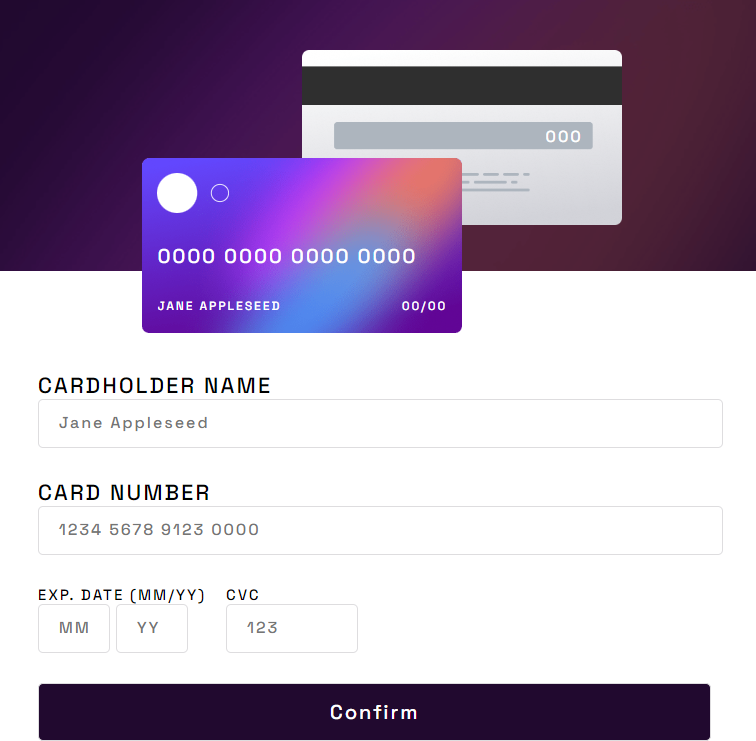 000
0000 0000 0000 0000
JANE APPLESEED 00/00
CARDHOLDER NAME
Jane Appleseed
CARD NUMBER
1234 5678 9123 0000
EXP. DATE (MM/YY) CVC
MM YY 123
Confirm